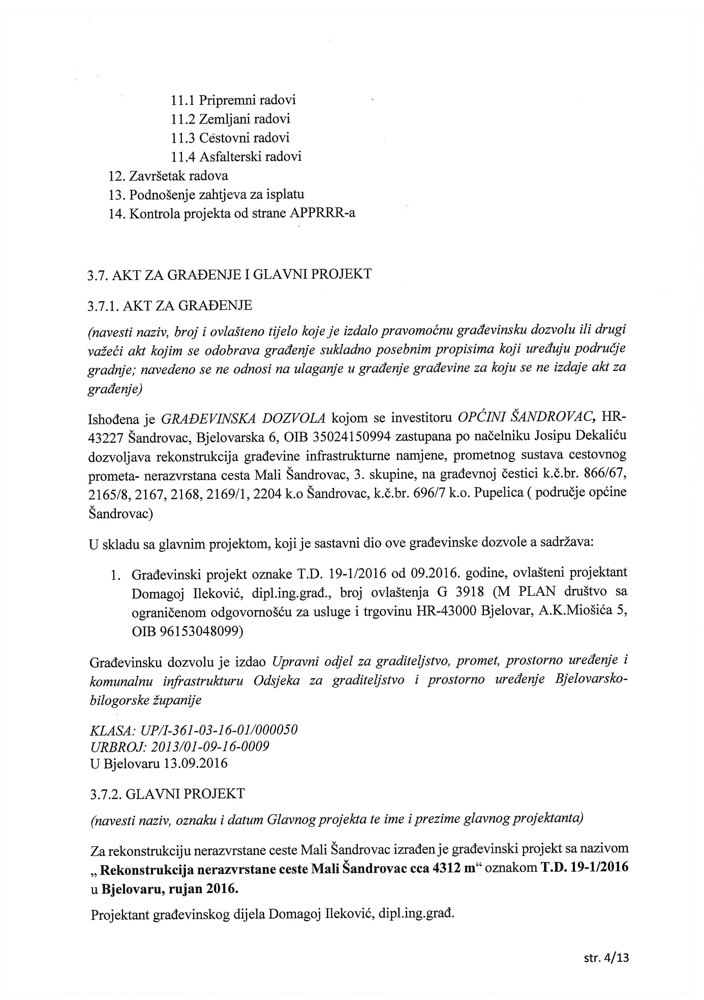 11.1 Pripremni radovi
11.2 Zemljani radovi
11.3 Cestovni radovi
11.4 Asfalterski radovi
12. Završetak radova
13. Podnošenje zahtjeva za isplatu
14. Kontrola projekta od strane APPRRR-a
3.7. AKT ZA GRAĐENJE I GLAVNI PROJEKT
3.7.1. AKT ZA GRAĐENJE
(navesti naziv, broj i ovlašteno tijelo koje je izdalo pravomoćnu građevinsku dozvolu ili drugi
važeći akt kojim se odobrava građenje sukladno posebnim propisima koji uređuju područje
gradnje; navedeno se ne odnosi na ulaganje u građenje građevine za koju se ne izdaje akt za
građenje)
Ishođena je GRAĐEVINSKA DOZVOLA kojom se investitoru OPĆINI ŠANDROVAC, HR-
43227 Šandrovac, Bjelovarska 6, OIB 35024150994 zastupana po načelniku Josipu Dekaliću
dozvoljava rekonstrukcija građevine infrastrukturne namjene, prometnog sustava cestovnog
prometa- nerazvrstana cesta Mali Šandrovac, 3. skupine, na građevnoj čestici k.č.br. 866/67,
2165/8, 2167, 2168, 2169/1, 2204 k.o Šandrovac, k.č.br. 696/7 k.o. Pupelica ( područje općine
Šandrovac)
U skladu sa glavnim projektom, koji je sastavni dio ove građevinske dozvole a sadržava:
1. Građevinski projekt oznake T.D. 19-1/2016 od 09.2016. godine, ovlašteni projektant
Domagoj Ileković, dipl.ing.građ., broj ovlaštenja G 3918 (M PLAN društvo sa
ograničenom odgovornošću za usluge i trgovinu HR-43000 Bjelovar, A.K.Miošića 5,
OIB 96153048099)
Građevinsku dozvolu je izdao Upravni odjel za graditeljstvo, promet, prostorno uređenje i
komunalnu infrastrukturu Odsjeka za graditeljstvo i prostorno uređenje Bjelovarsko-
bilogorske županije
KLASA: UP/I-361-03-16-01/000050
URBROJ: 2013/01-09-16-0009
U Bjelovaru 13.09.2016
3.7.2. GLAVNI PROJEKT
(navesti naziv, oznaku i datum Glavnog projekta te ime i prezime glavnog projektanta)
Za rekonstrukciju nerazvrstane ceste Mali Šandrovac izrađen je građevinski projekt sa nazivom
„ Rekonstrukcija nerazvrstane ceste Mali Šandrovac cca 4312 m“ oznakom T.D. 19-1/2016
u Bjelovaru, rujan 2016.
Projektant građevinskog dijela Domagoj Ileković, dipl.ing.građ.
str. 4/13